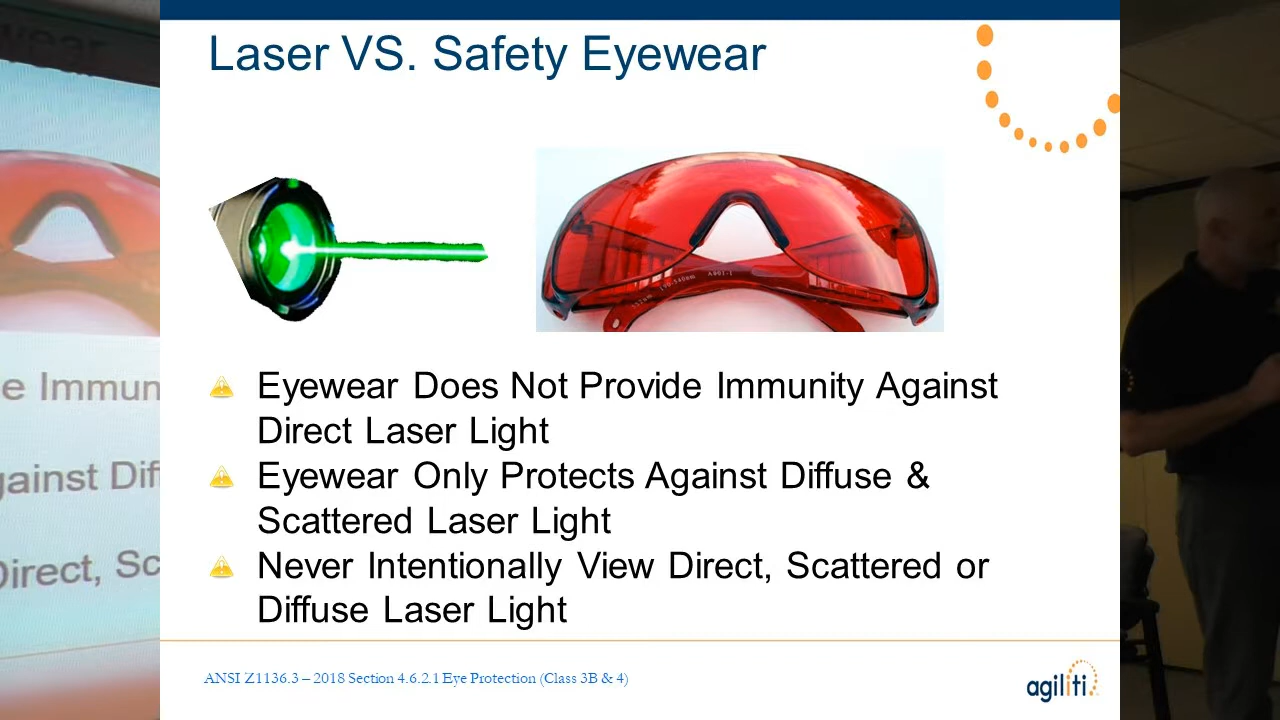 Laser VS. Safety Eyewear
Eyewear Does Not Provide Immunity Against
Direct Laser Light
Eyewear Only Protects Against Diffuse &
Scattered Laser Light
Never Intentionally View Direct, Scattered or
Diffuse Laser Light
ANSI Z1136.3 – 2018 Section 4.6.2.1 Eye Protection (Class 3B & 4)
agiliti
e Immun
gainst Diff
Direct, Sc